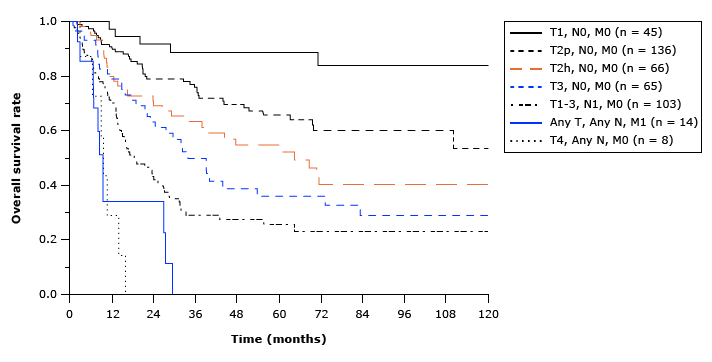 Overall survival rate
1.0
0.8
0.6
0.4
0.2
0.0
0 12 24 36 48 60 72 84 96 108 120
Time (months)
T1, N0, M0 (n = 45)
T2p, N0, M0 (n = 136)
T2h, N0, M0 (n = 66)
T3, N0, M0 (n = 65)
T1-3, N1, M0 (n = 103)
Any T, Any N, M1 (n = 14)
T4, Any N, M0 (n = 8)